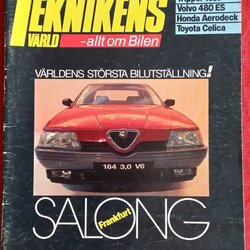 TEKNIKENS
VÄRLD
-allt om Bilen
Volvo 480 ES
Honda Aerodeck
Toyota Celica
VÄRLDENS STÖRSTA BILUTSTÄLLNING!
164 3,0 V6
Frankfurt
SALONG